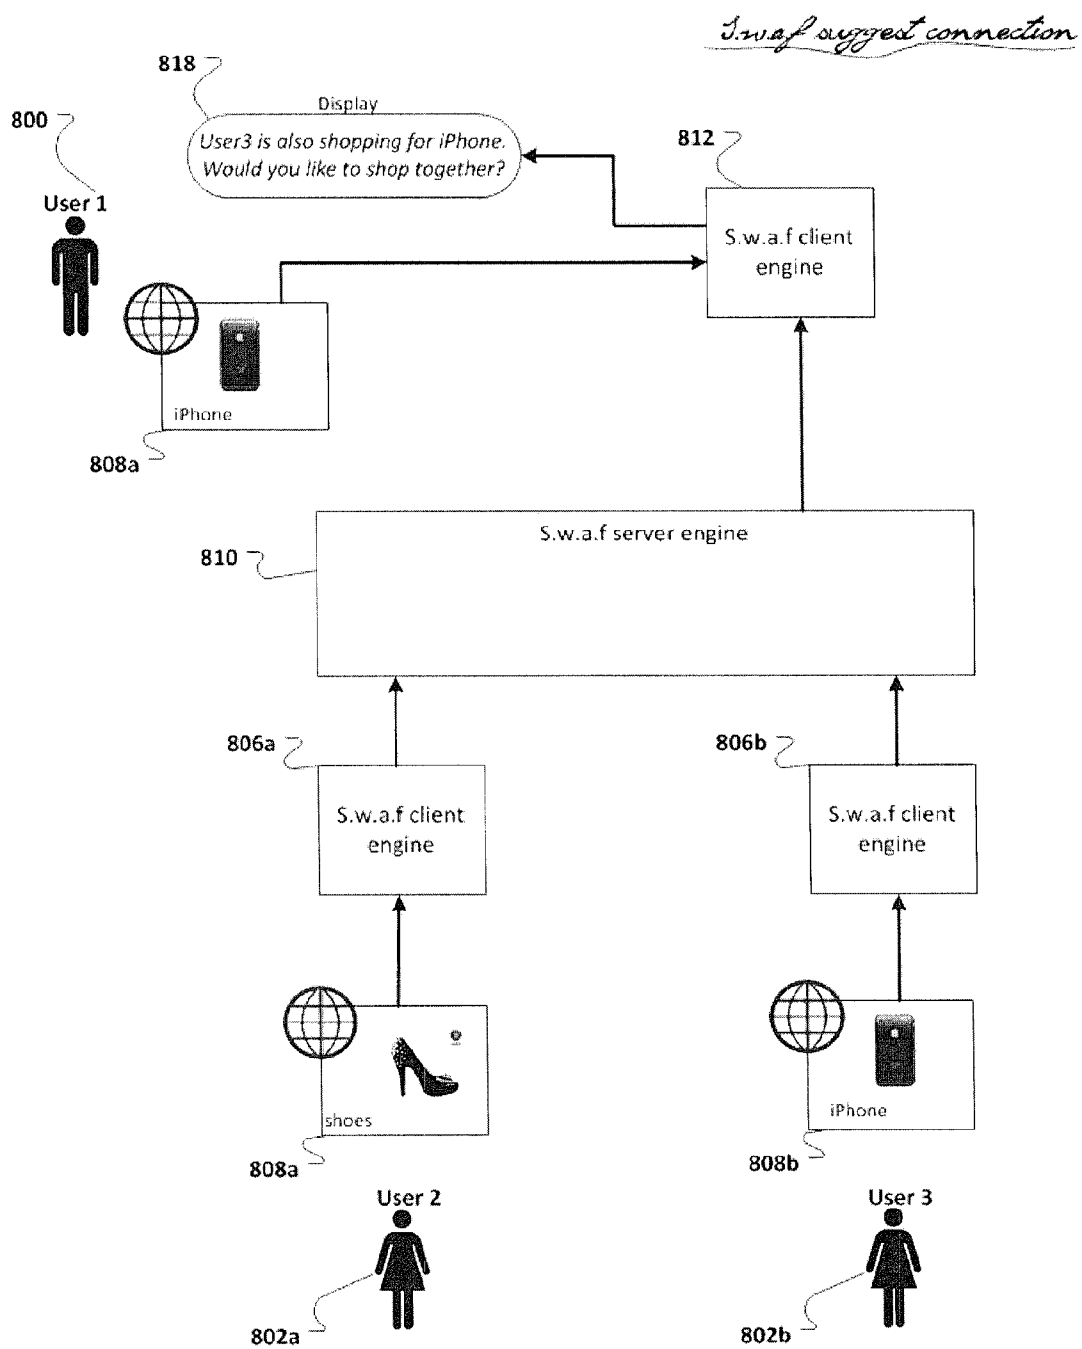 S.w.a.f suggest connection
818
Display
800
User3 is also shopping for iPhone.
Would you like to shop together?
812
User 1
S.w.a.f client
engine
iPhone
808a
S.w.a.f server engine
810
806a
806b
S.w.a.f client
engine
S.w.a.f client
engine
shoes
iPhone
808a
808b
User 2
User 3
802a
802b